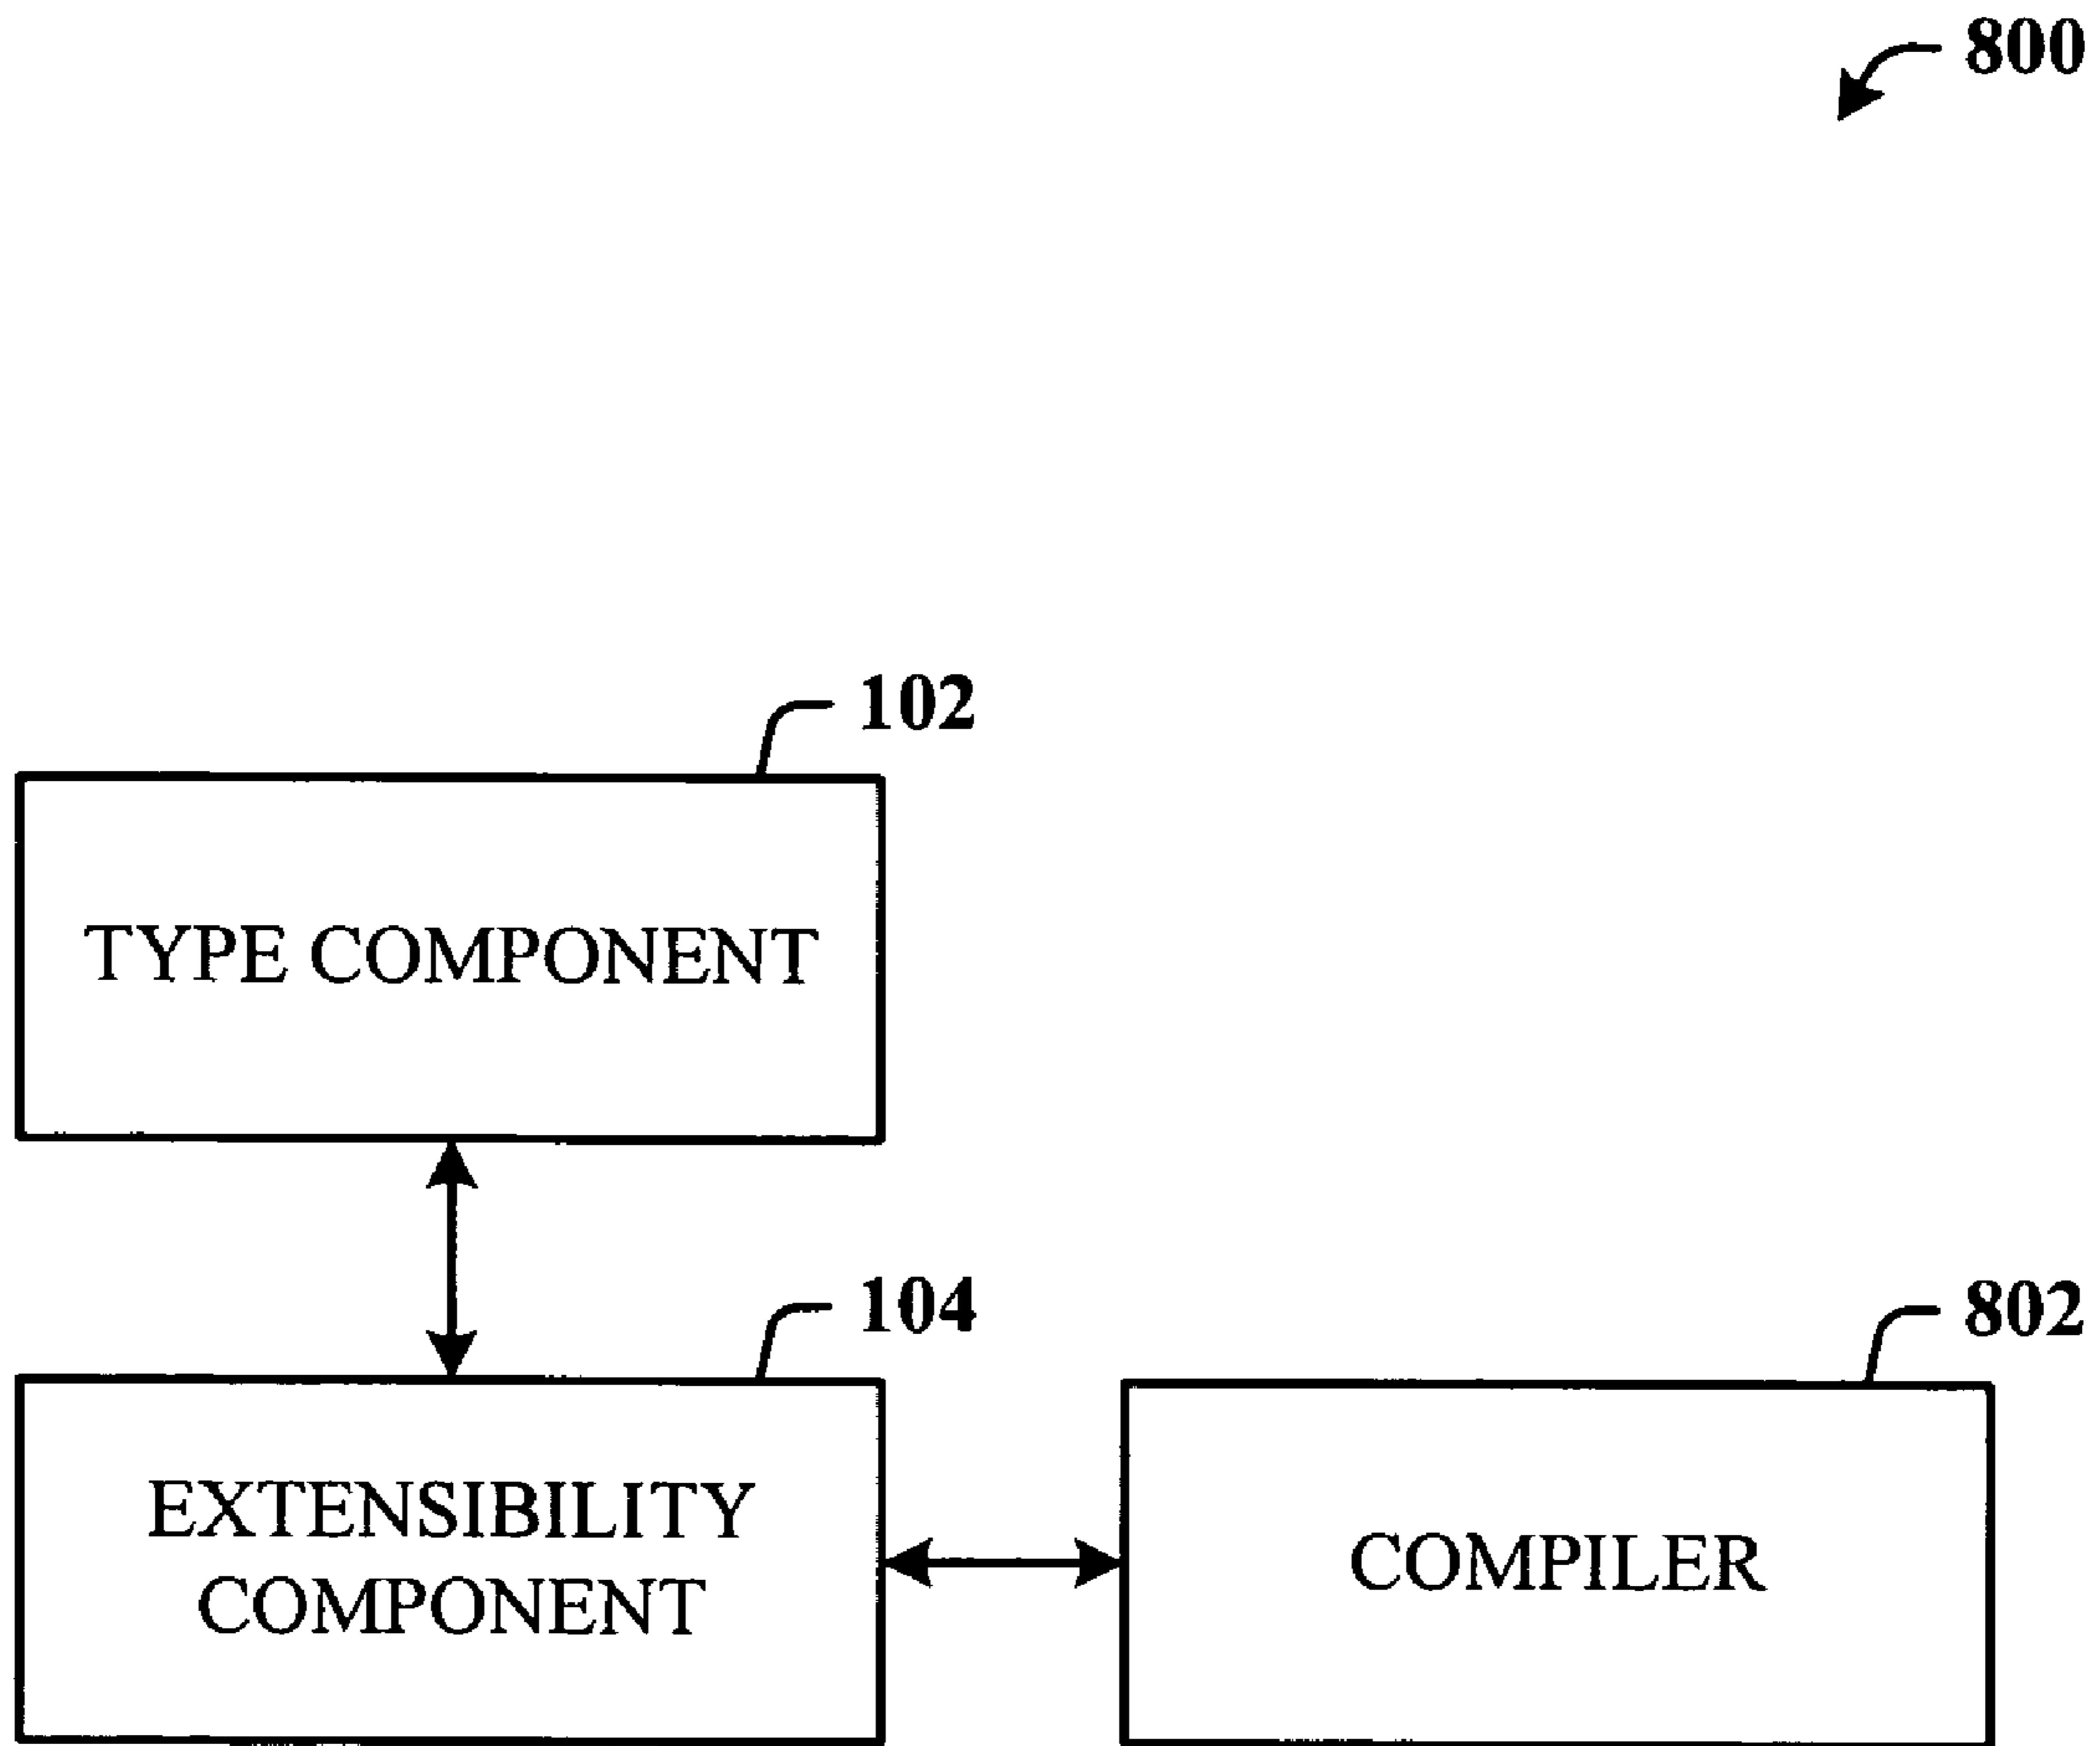 800
102
TYPE COMPONENT
104
802
EXTENSIBILITY
COMPONENT
COMPILER